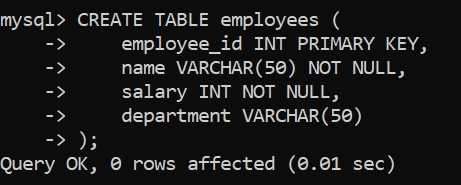 mysql> CREATE TABLE employees (
    ->     employee_id INT PRIMARY KEY,
    ->     name VARCHAR(50) NOT NULL,
    ->     salary INT NOT NULL,
    ->     department VARCHAR(50)
    -> );
Query OK, 0 rows affected (0.01 sec)